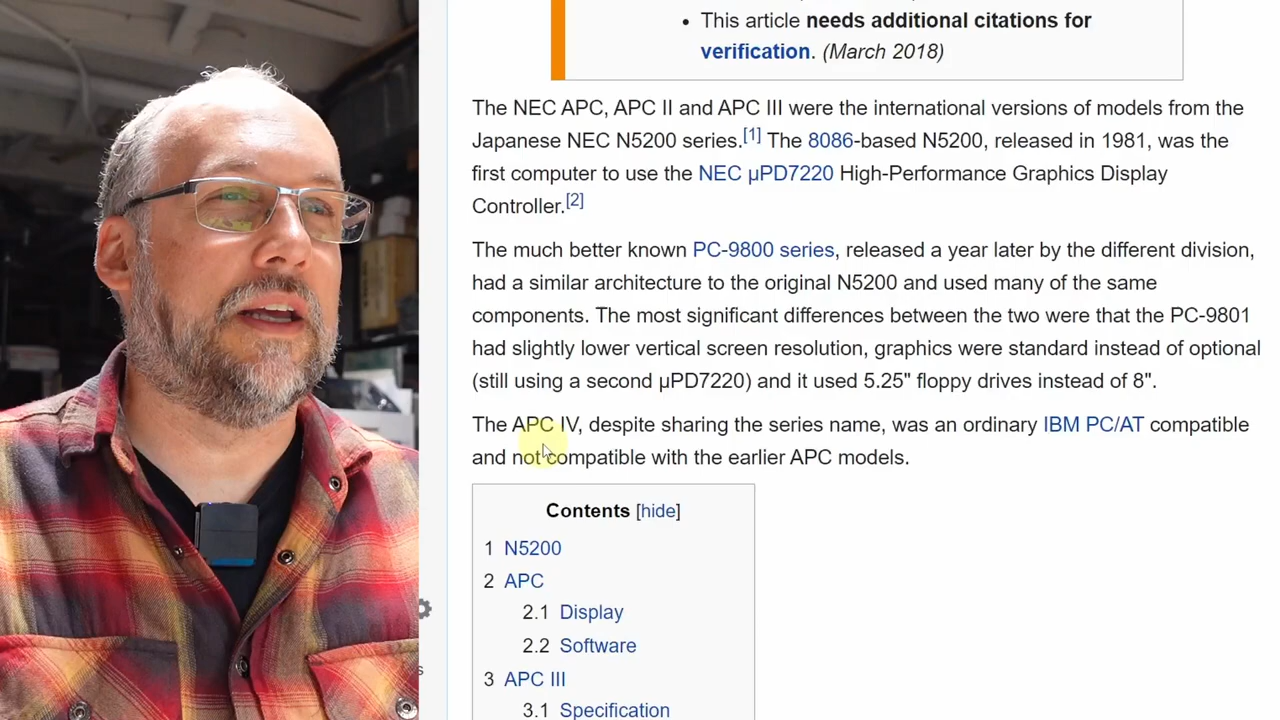 • This article needs additional citations for
verification. (March 2018)
The NEC APC, APC II and APC III were the international versions of models from the
Japanese NEC N5200 series.[1] The 8086-based N5200, released in 1981, was the
first computer to use the NEC µPD7220 High-Performance Graphics Display
Controller.[2]
The much better known PC-9800 series, released a year later by the different division,
had a similar architecture to the original N5200 and used many of the same
components. The most significant differences between the two were that the PC-9801
had slightly lower vertical screen resolution, graphics were standard instead of optional
(still using a second µPD7220) and it used 5.25" floppy drives instead of 8".
The APC IV, despite sharing the series name, was an ordinary IBM PC/AT compatible
and not compatible with the earlier APC models.
Contents [hide]
1 N5200
2 APC
2.1 Display
2.2 Software
3 APC III
3.1 Specification